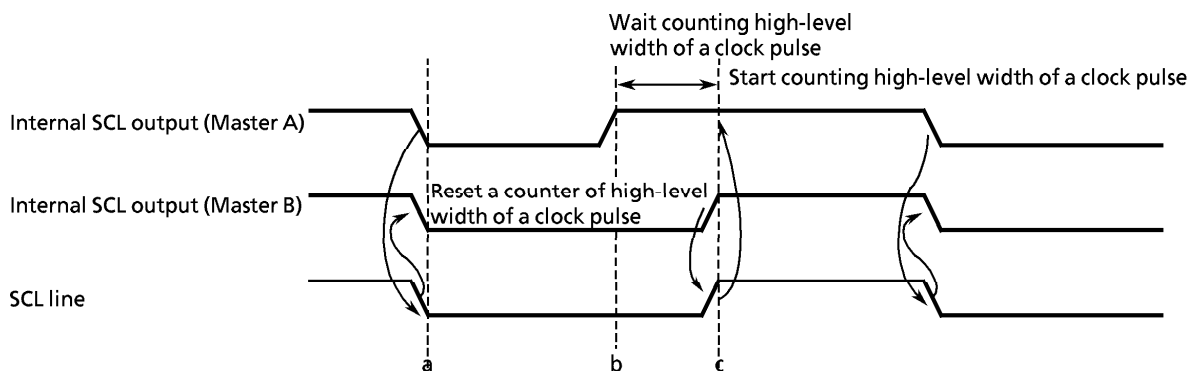 Wait counting high-level
width of a clock pulse
Start counting high-level width of a clock pulse
Internal SCL output (Master A)
Reset a counter of high-level
width of a clock pulse
Internal SCL output (Master B)
SCL line
a
b
c